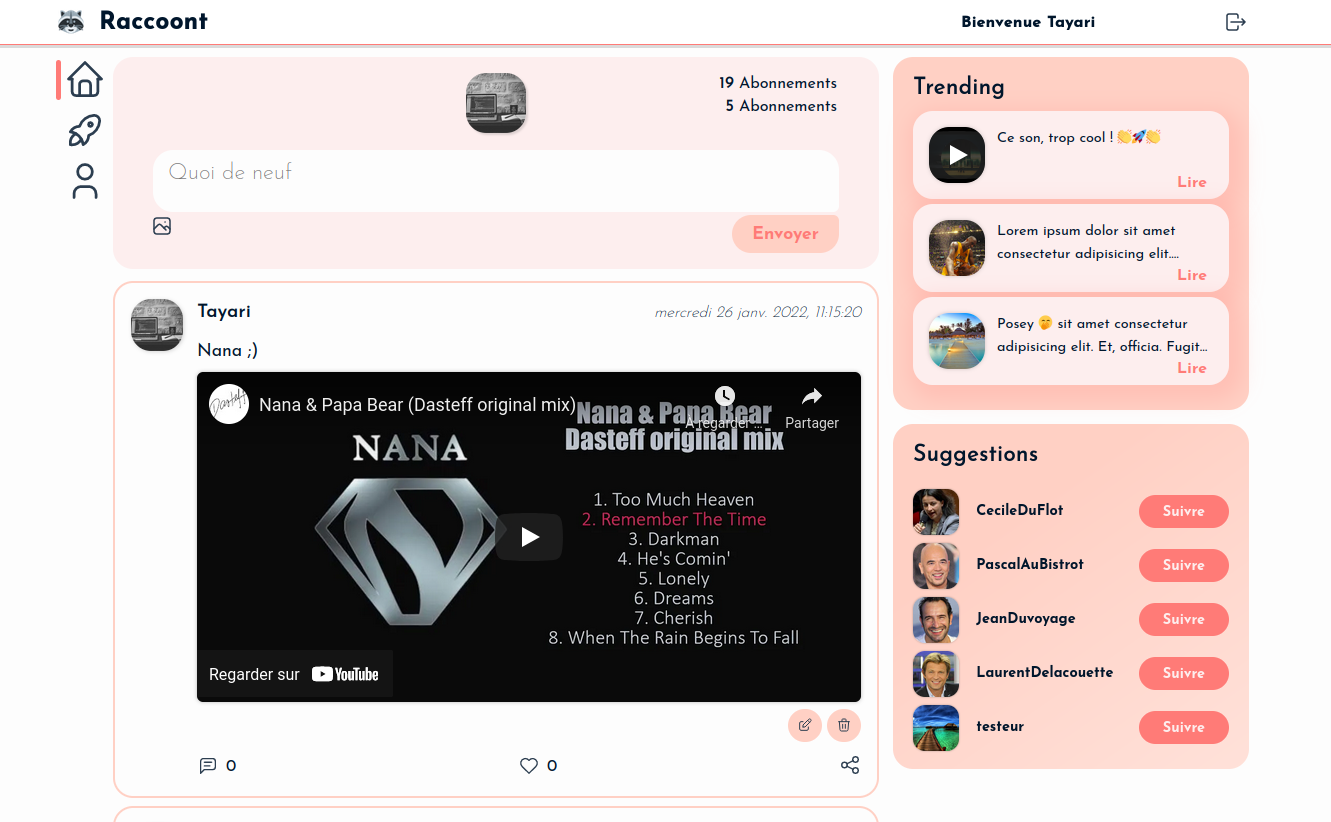 Raccoont
Bienvenue Tayari
19 Abonnements
5 Abonnements
Quoi de neuf
Envoyer
Tayari
mercredi 26 janv. 2022, 11:15:20
Nana ;)
Dasteff
Nana & Papa Bear (Dasteff original mix)
À regarder ...
Partager
Nana & Papa Bear
Dasteff original mix
NANA
1. Too Much Heaven
2. Remember The Time
3. Darkman
4. He's Comin'
5. Lonely
6. Dreams
7. Cherish
8. When The Rain Begins To Fall
Regarder sur YouTube
0
0
Trending
Ce son, trop cool ! 👏🚀👏
Lire
Lorem ipsum dolor sit amet
consectetur adipisicing elit....
Lire
Posey 🤭 sit amet consectetur
adipisicing elit. Et, officia. Fugit...
Lire
Suggestions
CecileDuFlot
Suivre
PascalAuBistrot
Suivre
JeanDuvoyage
Suivre
LaurentDelacouette
Suivre
testeur
Suivre